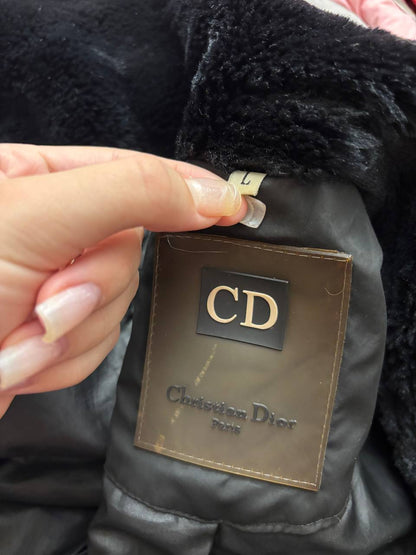 L
CD
Christian Dior
Paris